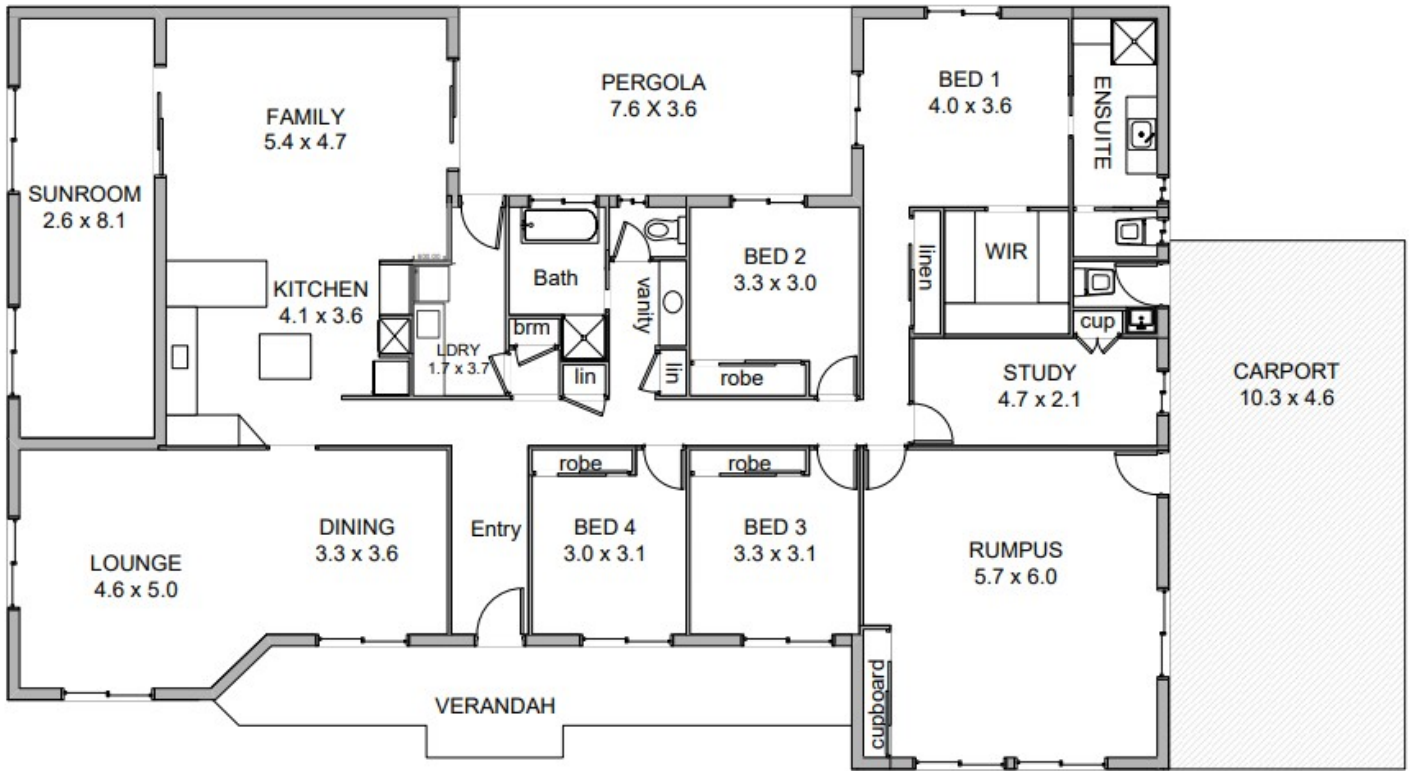 FAMILY
5.4 x 4.7
PERGOLA
7.6 X 3.6
BED 1
4.0 x 3.6
ENSUITE
SUNROOM
2.6 x 8.1
KITCHEN
4.1 x 3.6
LDRY
1.7 x 3.7
Bath
brm
lin
vanity
lin
BED 2
3.3 x 3.0
robe
linen
WIR
cup
STUDY
4.7 x 2.1
CARPORT
10.3 x 4.6
LOUNGE
4.6 x 5.0
DINING
3.3 x 3.6
Entry
robe
BED 4
3.0 x 3.1
robe
BED 3
3.3 x 3.1
RUMPUS
5.7 x 6.0
cupboard
VERANDAH